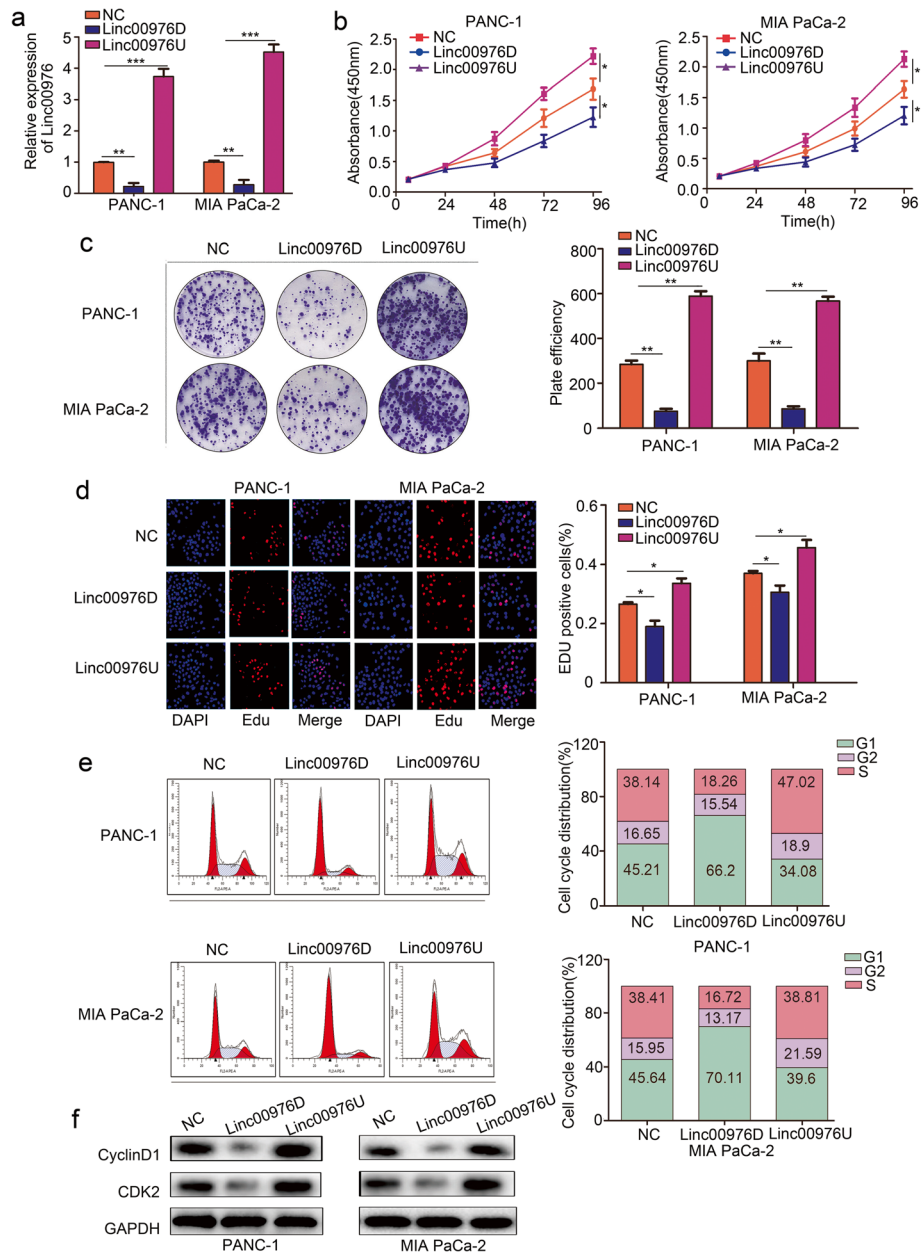 a
NC
Linc00976D
Linc00976U
Relative expression
of Linc00976
6
4
2
1
0
***
***
**
**
PANC-1
MIA PaCa-2
b
PANC-1
NC
Linc00976D
Linc00976U
Absorbance(450nm)
2.5
2.0
1.5
1.0
0.5
0.0
*
*
0 24 48 72 96
Time(h)
MIA PaCa-2
NC
Linc00976D
Linc00976U
Absorbance(450nm)
2.5
2.0
1.5
1.0
0.5
0.0
*
*
0 24 48 72 96
Time(h)
c
NC Linc00976D Linc00976U
PANC-1
MIA PaCa-2
NC
Linc00976D
Linc00976U
Plate efficiency
800
600
400
200
0
**
**
**
**
PANC-1 MIA PaCa-2
d
PANC-1 MIA PaCa-2
NC
Linc00976D
Linc00976U
DAPI Edu Merge DAPI Edu Merge
NC
Linc00976D
Linc00976U
EDU positive cells(%)
0.6
0.4
0.2
0
*
*
*
*
PANC-1 MIA PaCa-2
e
NC Linc00976D Linc00976U
PANC-1
NC Linc00976D Linc00976U
MIA PaCa-2
G1
G2
S
Cell cycle distribution(%)
120
80
40
0
38.14 18.26 47.02
16.65 15.54 18.9
45.21 66.2 34.08
NC Linc00976D Linc00976U
PANC-1
G1
G2
S
Cell cycle distribution(%)
120
80
40
0
38.41 16.72 38.81
15.95 13.17 21.59
45.64 70.11 39.6
NC Linc00976D Linc00976U
MIA PaCa-2
f
NC Linc00976D Linc00976U
NC Linc00976D Linc00976U
CyclinD1
CDK2
GAPDH
PANC-1 MIA PaCa-2